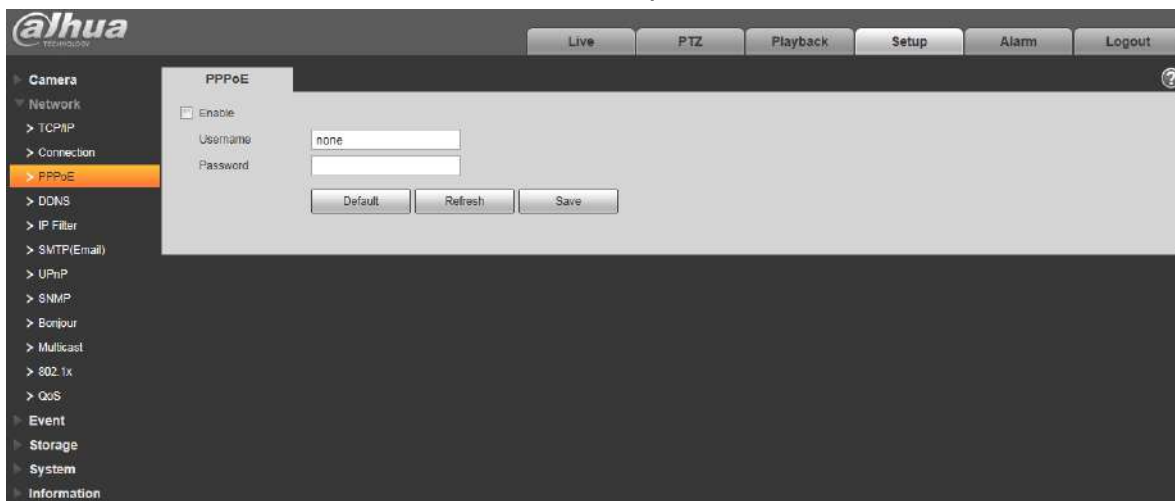 alhua
TECHNOLOGY
Live
PTZ
Playback
Setup
Alarm
Logout
Camera
Network
> TCP/IP
> Connection
> PPPoE
> DDNS
> IP Filter
> SMTP(Email)
> UPnP
> SNMP
> Bonjour
> Multicast
> 802.1x
> QoS
Event
Storage
System
Information
PPPoE
?
Enable
Username none
Password
Default Refresh Save